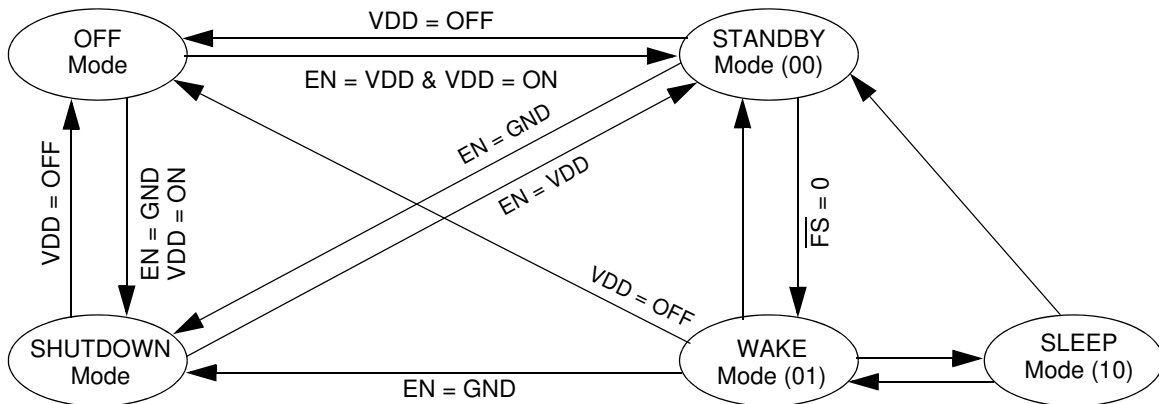 VDD = OFF
OFF
Mode
STANDBY
Mode (00)
EN = VDD & VDD = ON
EN = GND
EN = VDD
VDD = OFF
EN = GND
VDD = ON
F̅S̅ = 0
VDD = OFF
SHUTDOWN
Mode
WAKE
Mode (01)
SLEEP
Mode (10)
EN = GND